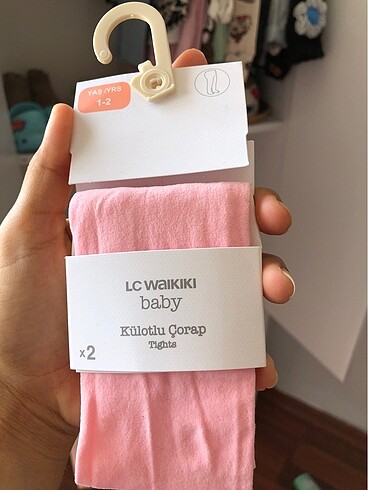 YAŞ/YRS
1-2
LC WAIKIKI
baby
Külotlu Çorap
Tights
x2